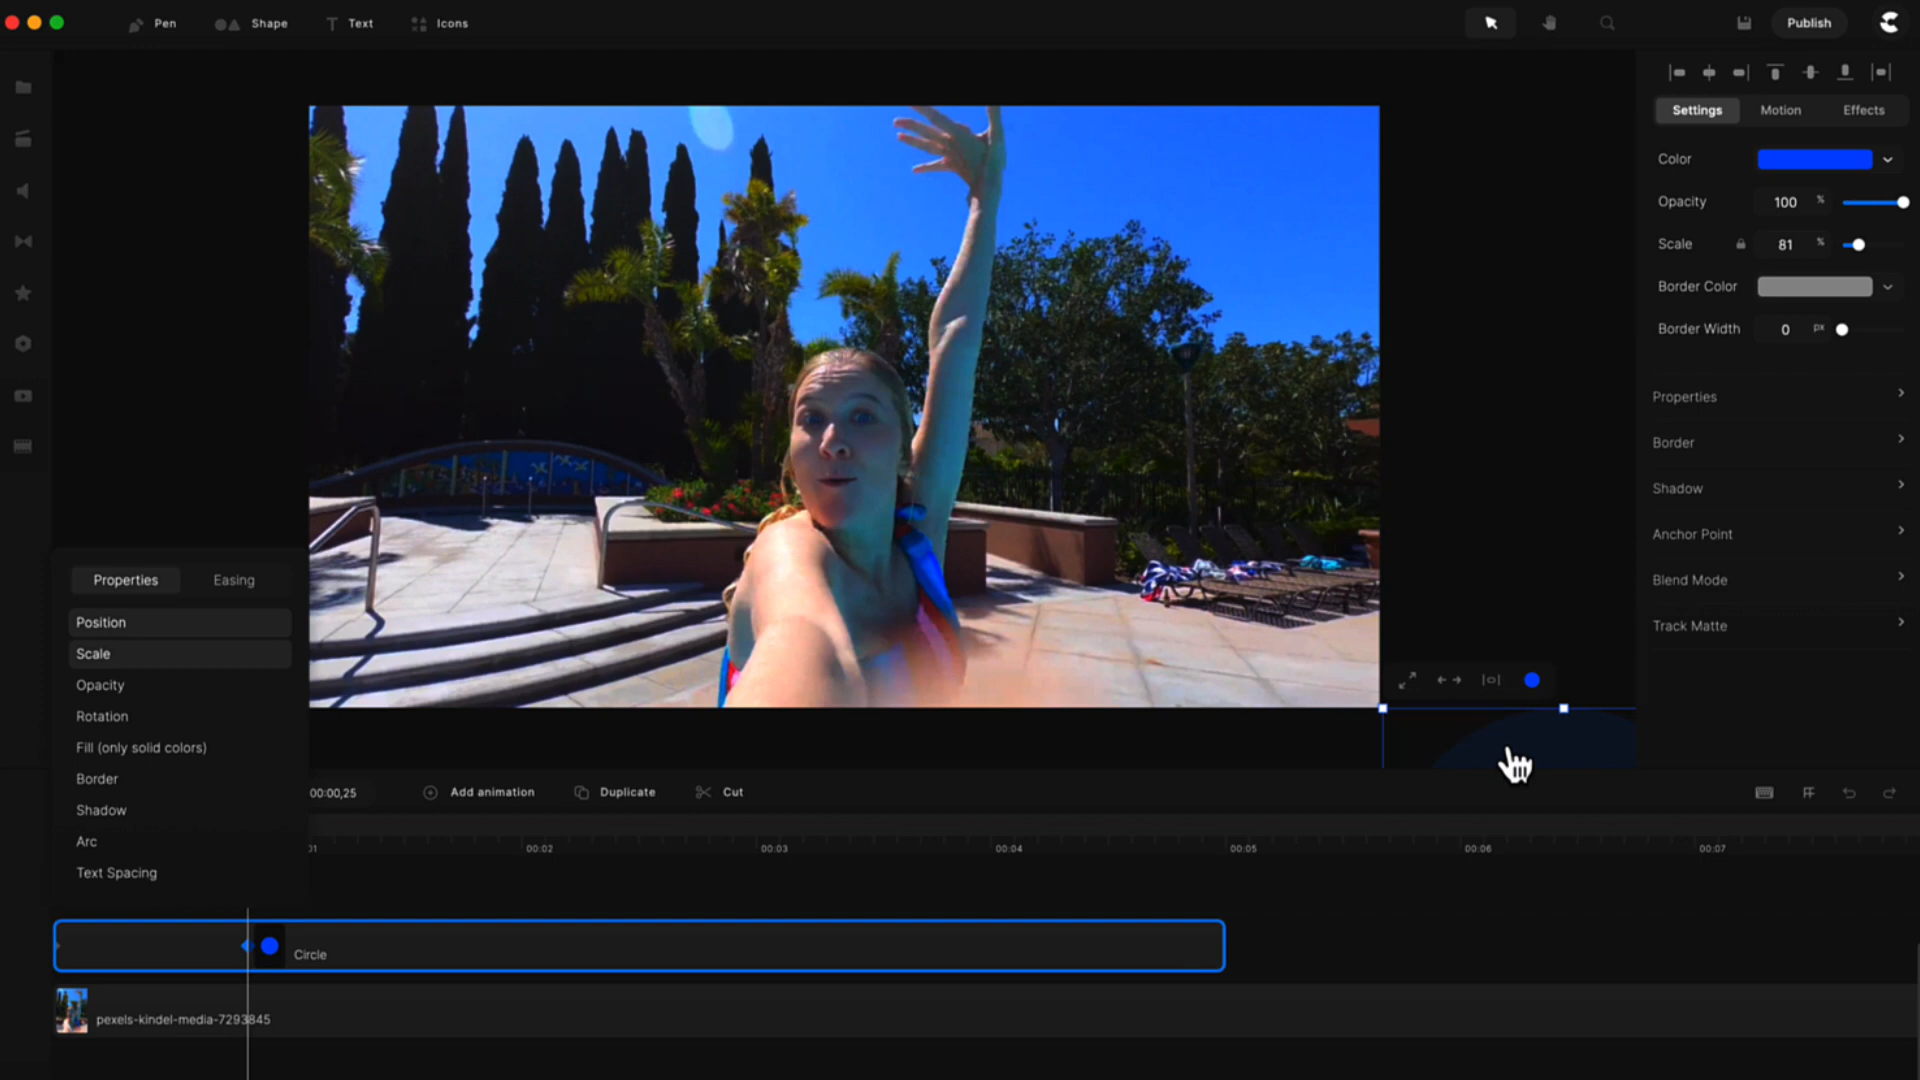 Pen
Shape
Text
Icons
Publish
Settings
Motion
Effects
Color
Opacity
100 %
Scale
81 %
Border Color
Border Width
0 px
Properties
Border
Shadow
Anchor Point
Blend Mode
Track Matte
Properties
Easing
Position
Scale
Opacity
Rotation
Fill (only solid colors)
Border
Shadow
Arc
Text Spacing
00:00,25
Add animation
Duplicate
Cut
01
00:02
00:03
00:04
00:05
00:06
00:07
Circle
pexels-kindel-media-7293845